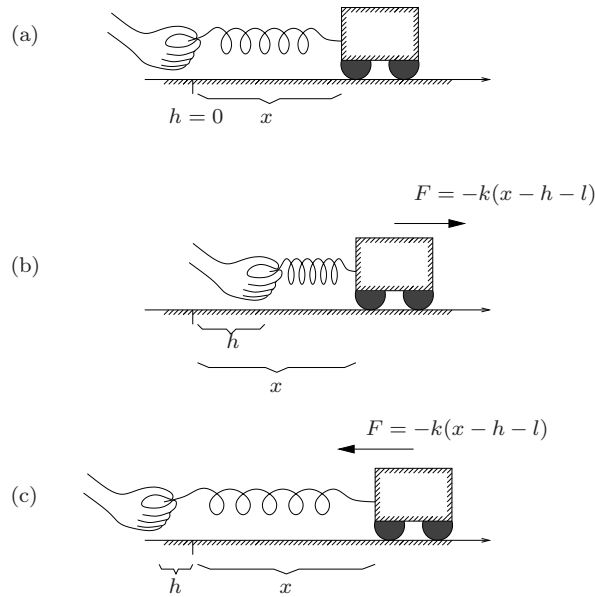 (a)
h = 0
x
F = −k(x − h − l)
(b)
h
x
F = −k(x − h − l)
(c)
h
x